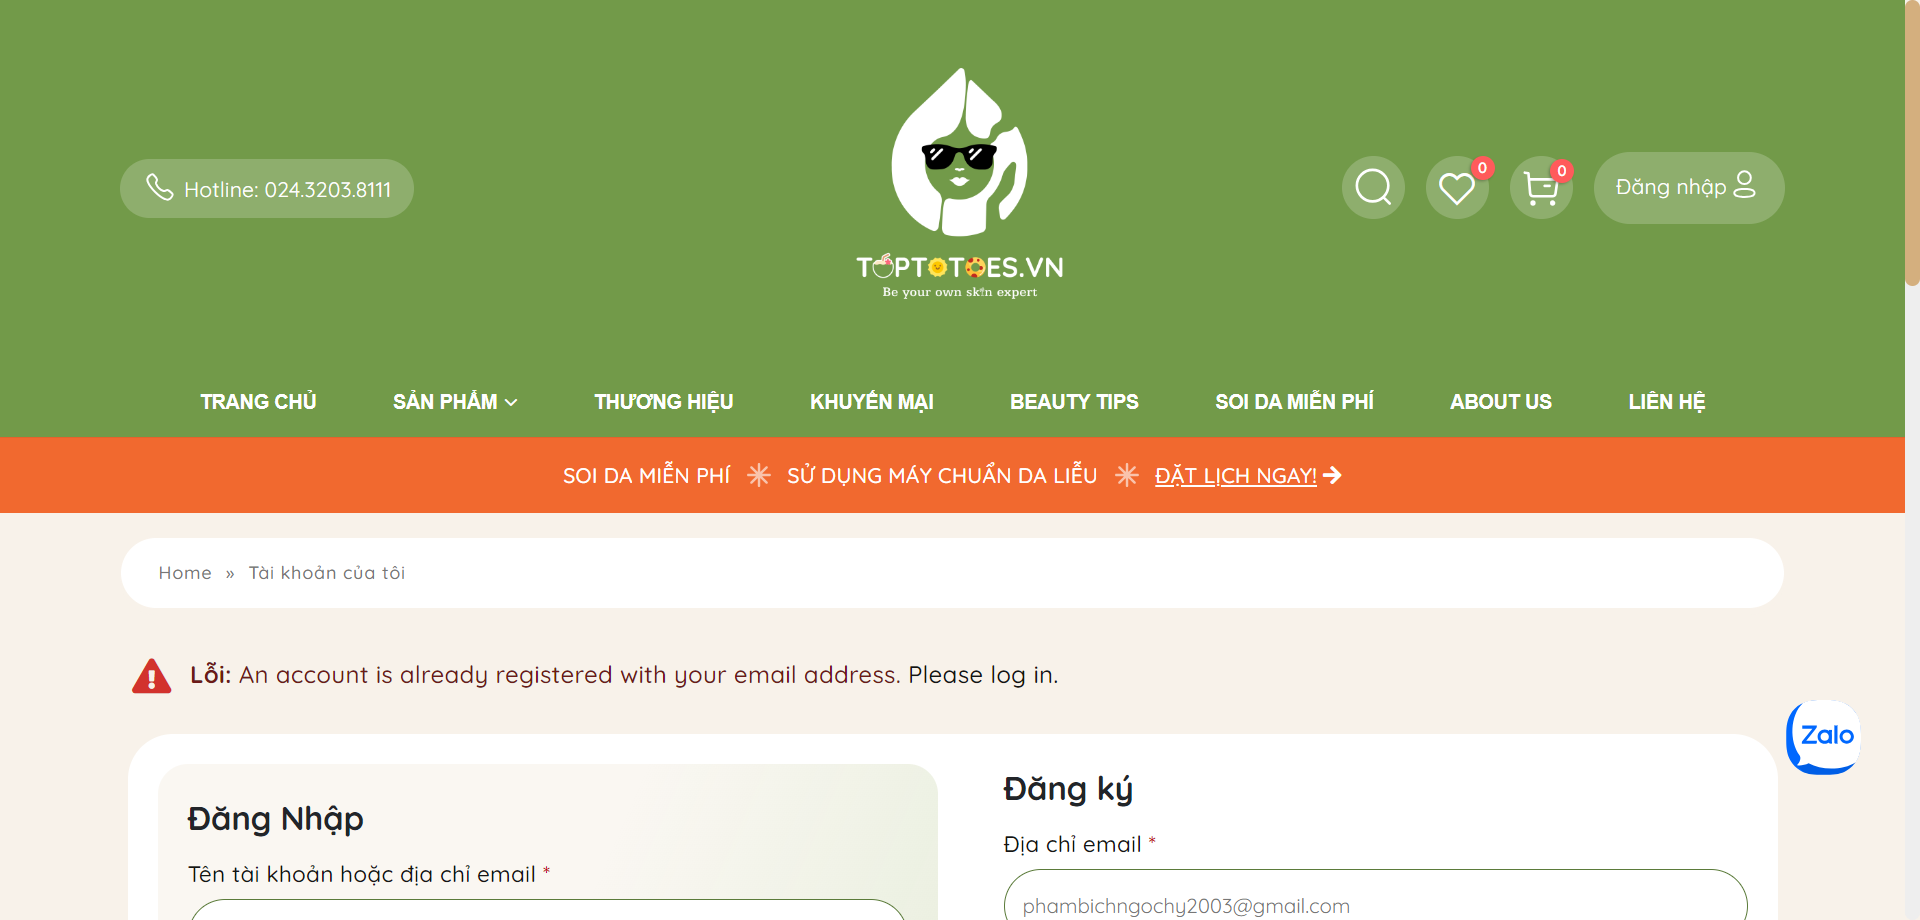 Hotline: 024.3203.8111
TOPTOTOES.VN
Be your own skin expert
0
0
Đăng nhập
TRANG CHỦ
SẢN PHẨM
THƯƠNG HIỆU
KHUYẾN MẠI
BEAUTY TIPS
SOI DA MIỄN PHÍ
ABOUT US
LIÊN HỆ
SOI DA MIỄN PHÍ
SỬ DỤNG MÁY CHUẨN DA LIỄU
ĐẶT LỊCH NGAY!
Home » Tài khoản của tôi
Lỗi: An account is already registered with your email address. Please log in.
Zalo
Đăng Nhập
Tên tài khoản hoặc địa chỉ email *
Đăng ký
Địa chỉ email *
phambichngochy2003@gmail.com